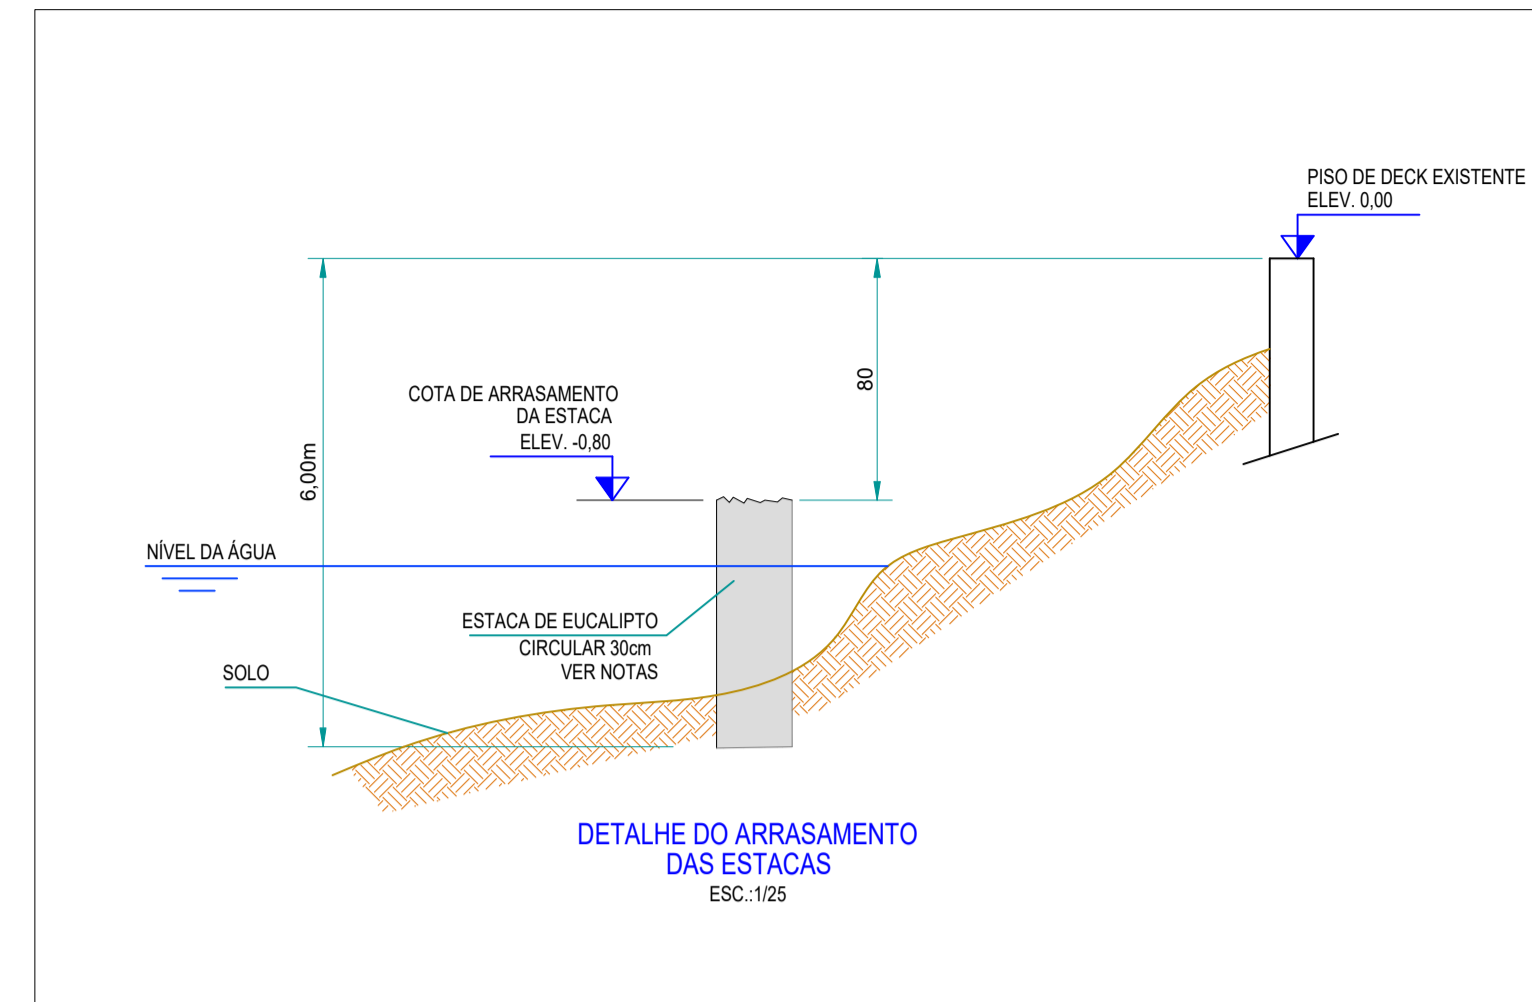 PISO DE DECK EXISTENTE
ELEV. 0,00
80
COTA DE ARRASAMENTO
DA ESTACA
ELEV. -0,80
6,00m
NÍVEL DA ÁGUA
ESTACA DE EUCALIPTO
CIRCULAR 30cm
VER NOTAS
SOLO
DETALHE DO ARRASAMENTO
DAS ESTACAS
ESC.:1/25